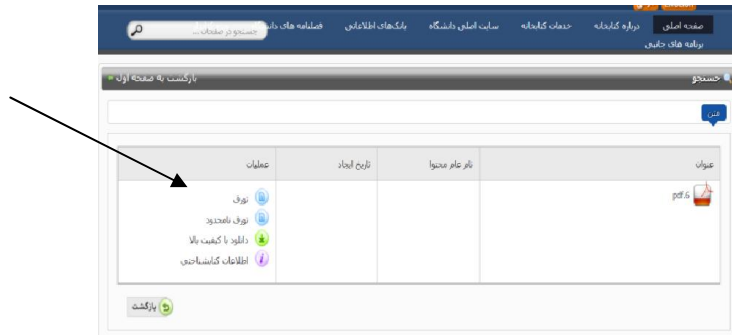 صفحه اصلی درباره کتابخانه خدمات کتابخانه سایت اصلی دانشگاه بانک‌های اطلاعاتی فصلنامه های
جستجو در صفحات ...
برنامه های جانبی
جستجو بازگشت به صفحه اول
متن
عنوان نام عام محتوا تاریخ ایجاد عملیات
pdf.6
تورق
تورق نامحدود
دانلود با کیفیت بالا
اطلاعات کتابشناختی
بازگشت